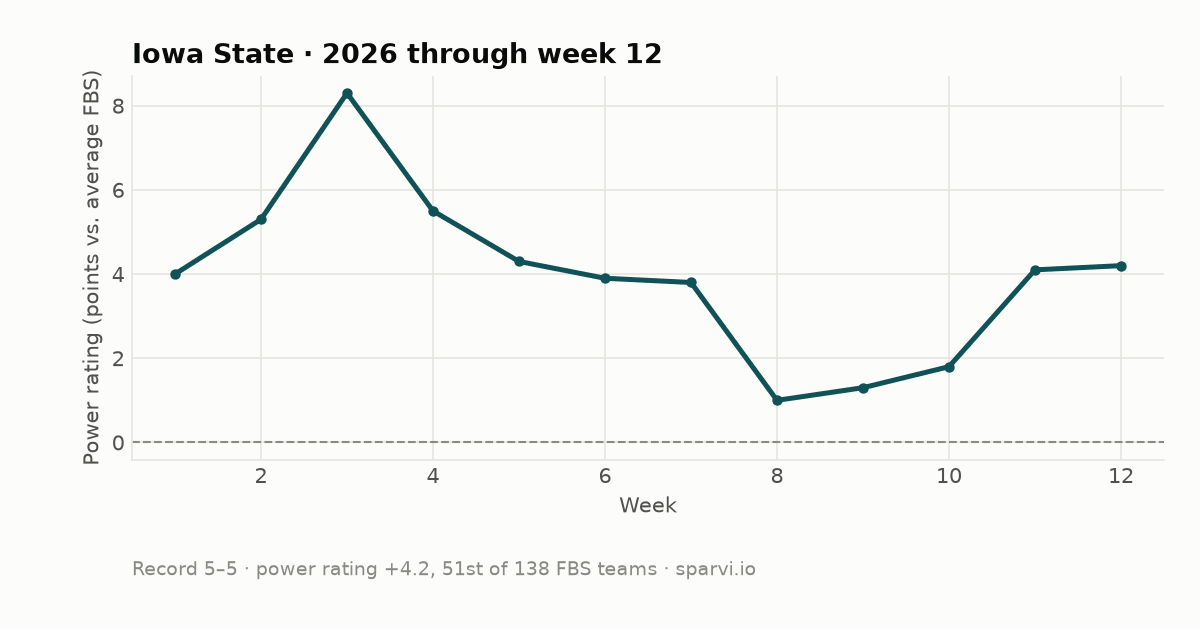 Iowa State · 2026 through week 12
Power rating (points vs. average FBS)
8
6
4
2
0
2 4 6 8 10 12
Week
Record 5–5 · power rating +4.2, 51st of 138 FBS teams · sparvi.io